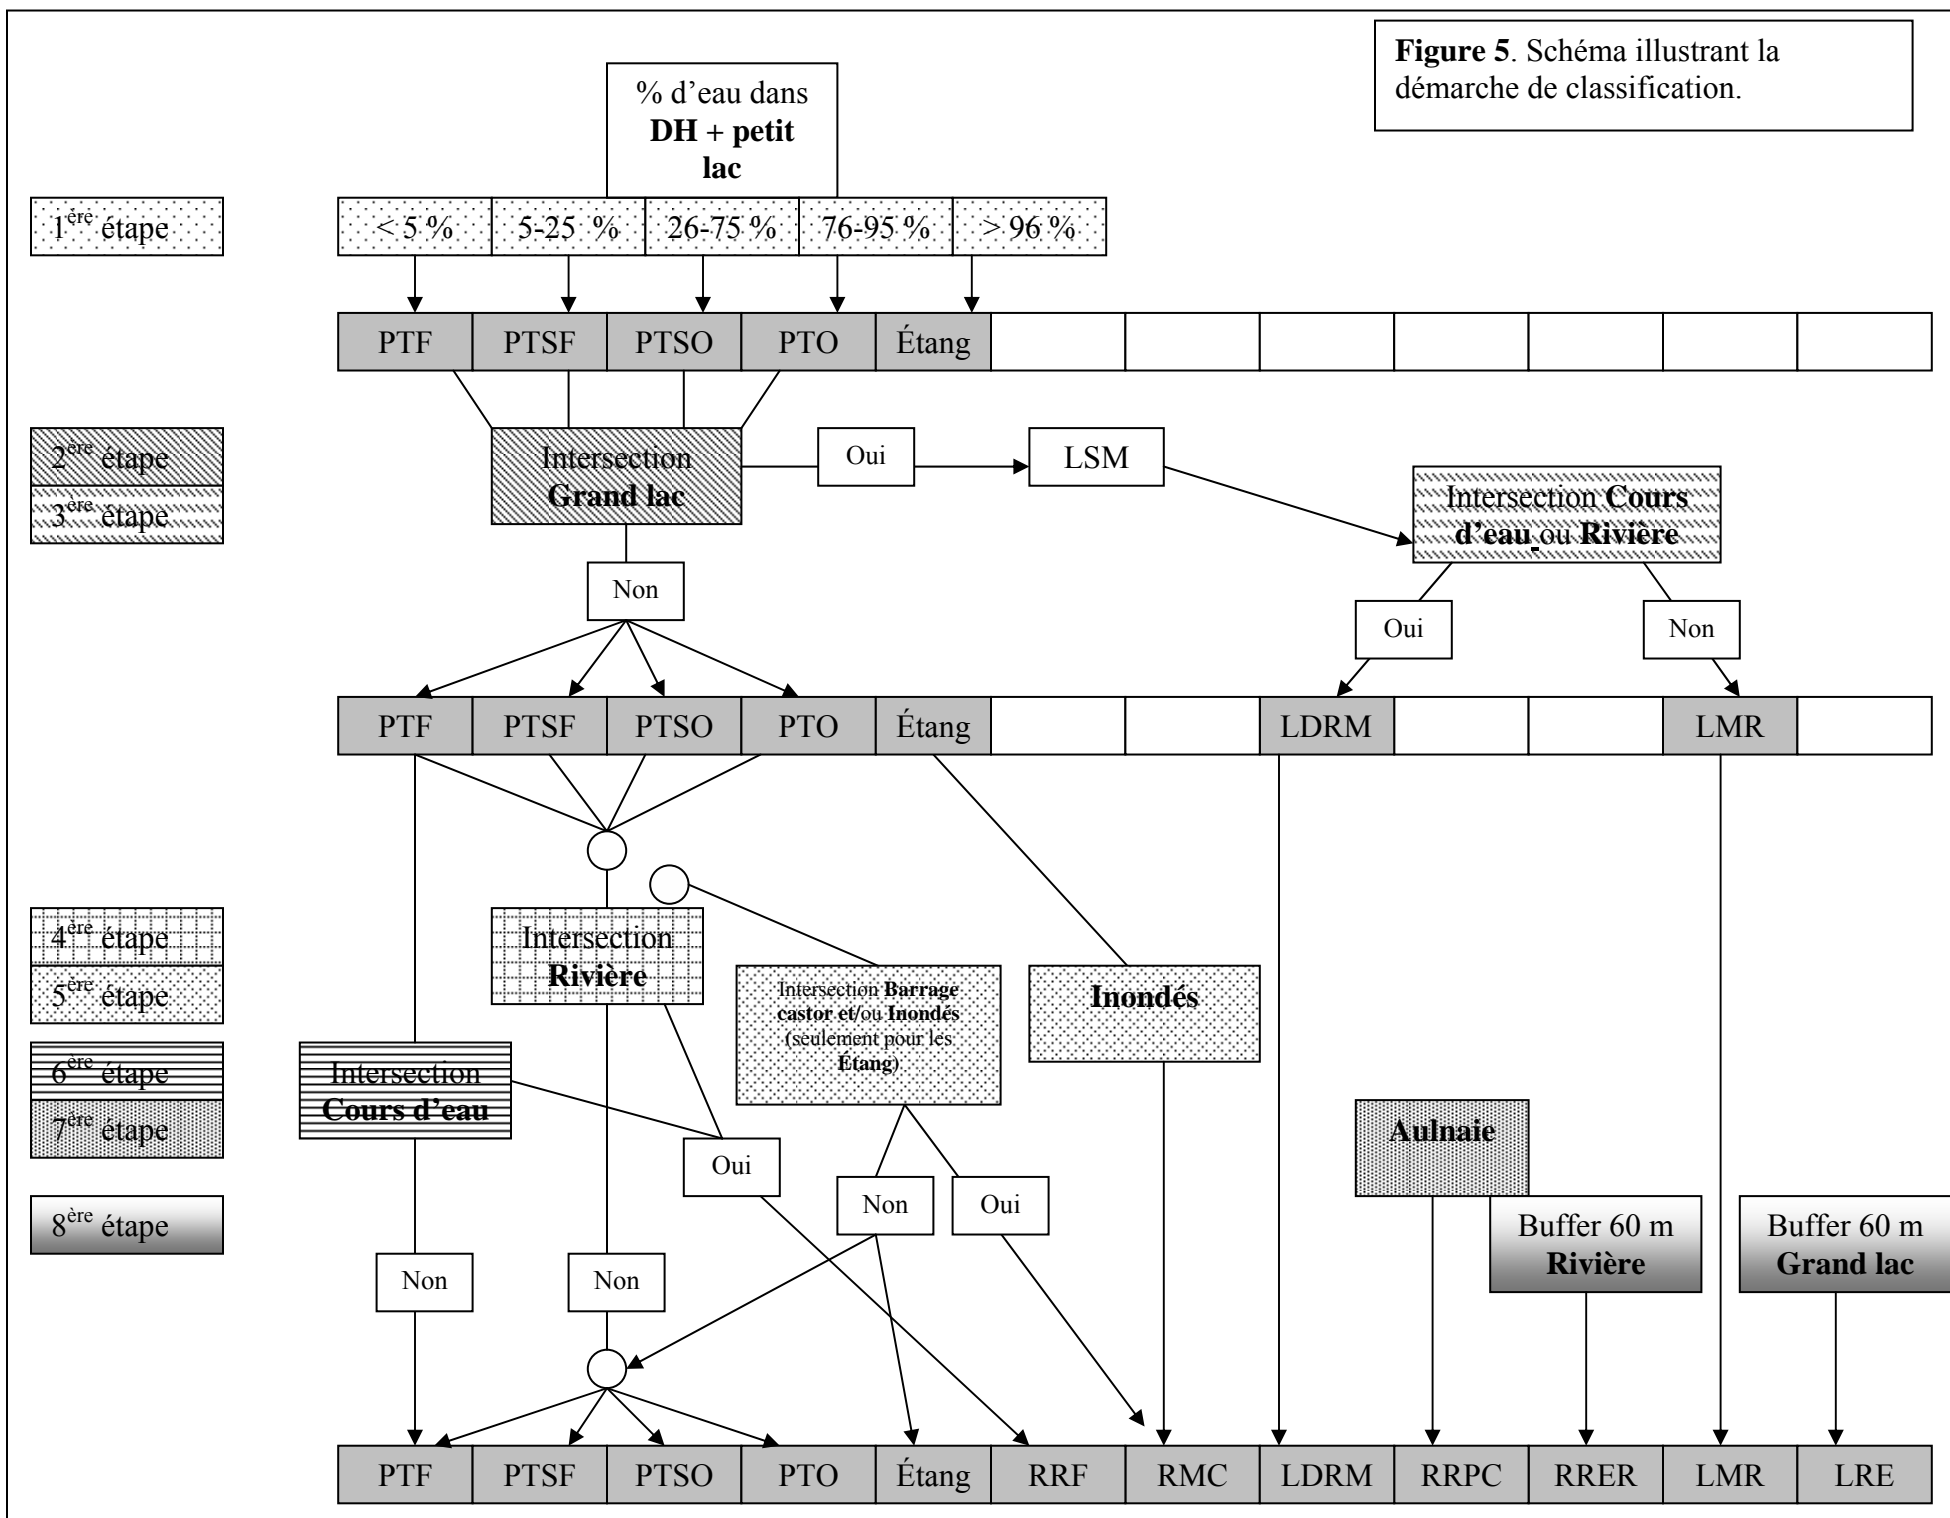 Figure 5. Schéma illustrant la
démarche de classification.
% d’eau dans
DH + petit
lac
1ère étape
< 5 %
5-25 %
26-75 %
76-95 %
> 96 %
PTF
PTSF
PTSO
PTO
Étang
2ère étape
3ère étape
Intersection
Grand lac
Oui
LSM
Intersection Cours
d’eau ou Rivière
Non
Oui
Non
PTF
PTSF
PTSO
PTO
Étang
LDRM
LMR
4ère étape
5ère étape
Intersection
Rivière
Intersection Barrage
castor et/ou Inondés
(seulement pour les
Étang)
Inondés
6ère étape
7ère étape
Intersection
Cours d’eau
Oui
Non
Oui
Aulnaie
8ère étape
Buffer 60 m
Rivière
Buffer 60 m
Grand lac
Non
Non
PTF
PTSF
PTSO
PTO
Étang
RRF
RMC
LDRM
RRPC
RRER
LMR
LRE